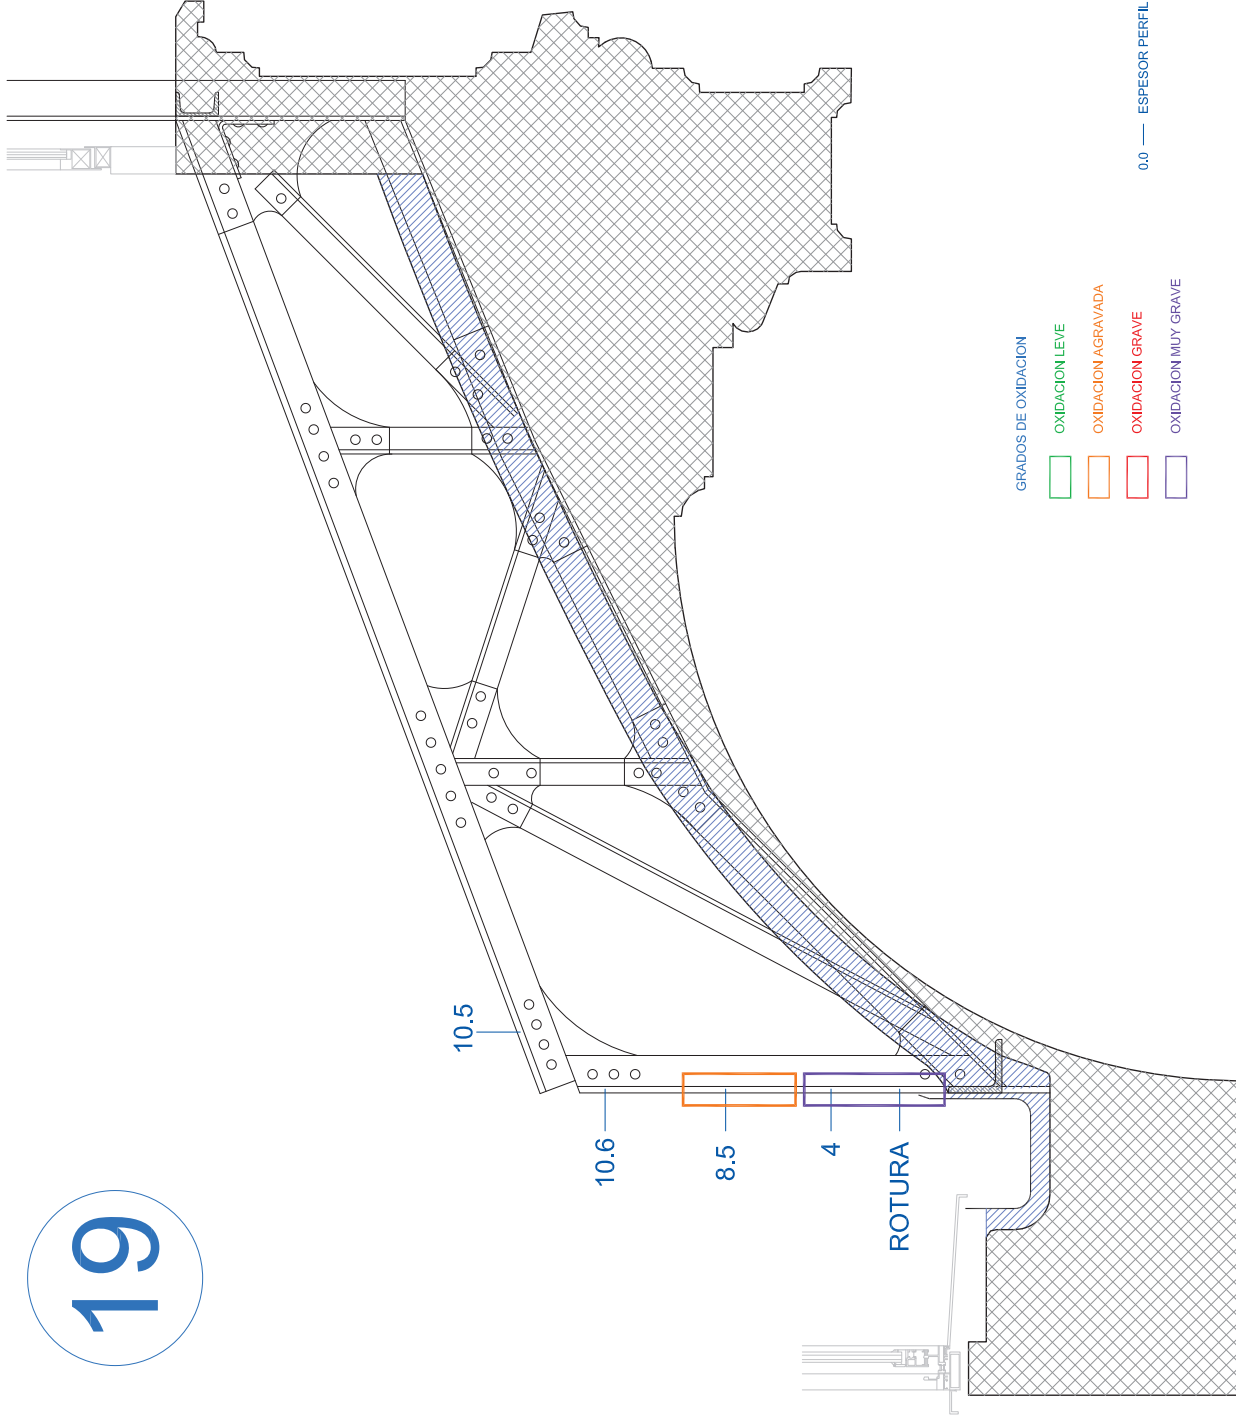 19
10.5
10.6
8.5
4
ROTURA
GRADOS DE OXIDACION
OXIDACION LEVE
OXIDACION AGRAVADA
OXIDACION GRAVE
OXIDACION MUY GRAVE
0.0 — ESPESOR PERFIL